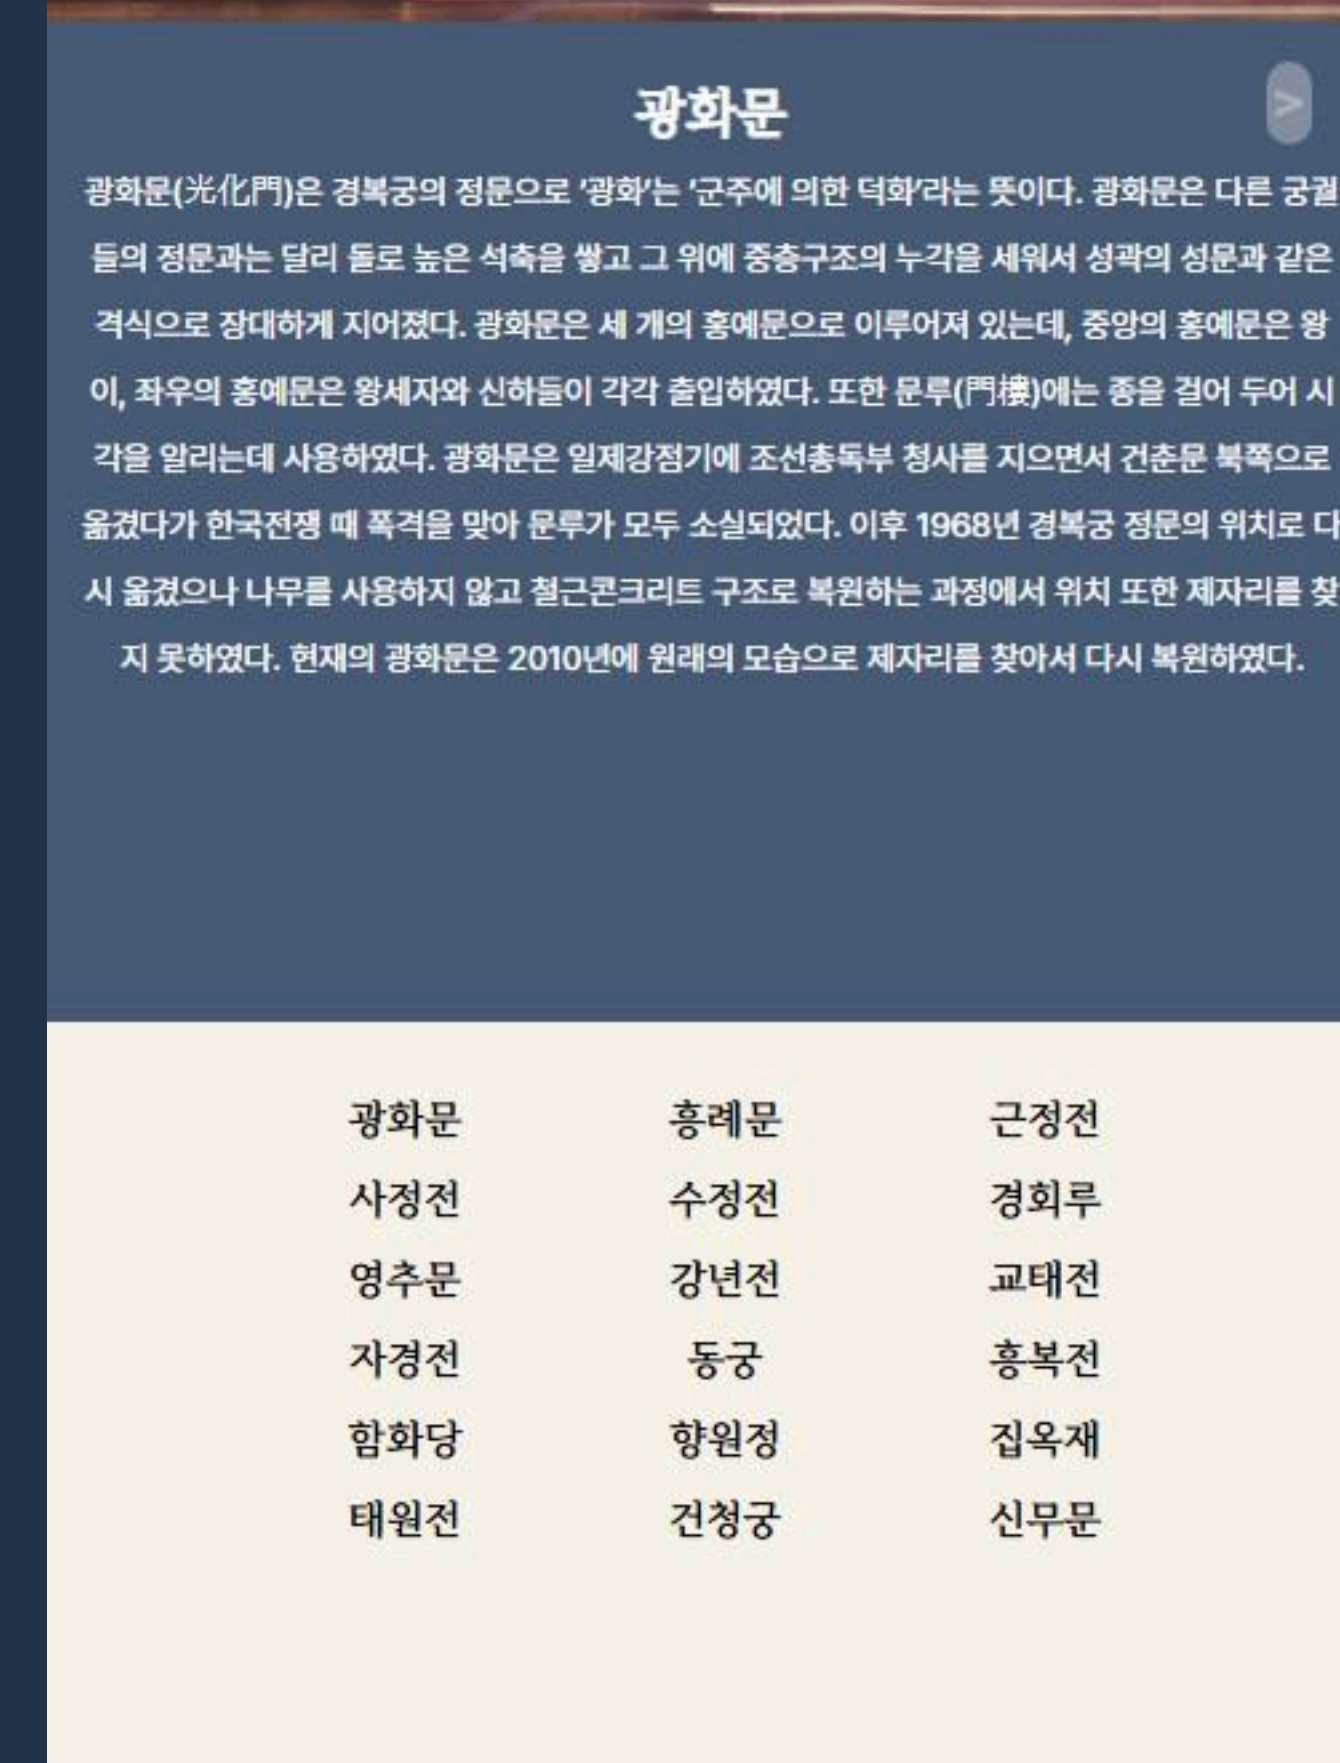 광화문
>
광화문(光化門)은 경복궁의 정문으로 '광화'는 '군주에 의한 덕화'라는 뜻이다. 광화문은 다른 궁궐
들의 정문과는 달리 돌로 높은 석축을 쌓고 그 위에 중층구조의 누각을 세워서 성곽의 성문과 같은
격식으로 장대하게 지어졌다. 광화문은 세 개의 홍예문으로 이루어져 있는데, 중앙의 홍예문은 왕
이, 좌우의 홍예문은 왕세자와 신하들이 각각 출입하였다. 또한 문루(門樓)에는 종을 걸어 두어 시
각을 알리는데 사용하였다. 광화문은 일제강점기에 조선총독부 청사를 지으면서 건춘문 북쪽으로
옮겼다가 한국전쟁 때 폭격을 맞아 문루가 모두 소실되었다. 이후 1968년 경복궁 정문의 위치로 다
시 옮겼으나 나무를 사용하지 않고 철근콘크리트 구조로 복원하는 과정에서 위치 또한 제자리를 찾
지 못하였다. 현재의 광화문은 2010년에 원래의 모습으로 제자리를 찾아서 다시 복원하였다.
광화문 흥례문 근정전
사정전 수정전 경회루
영추문 강년전 교태전
자경전 동궁 흥복전
함화당 향원정 집옥재
태원전 건청궁 신무문